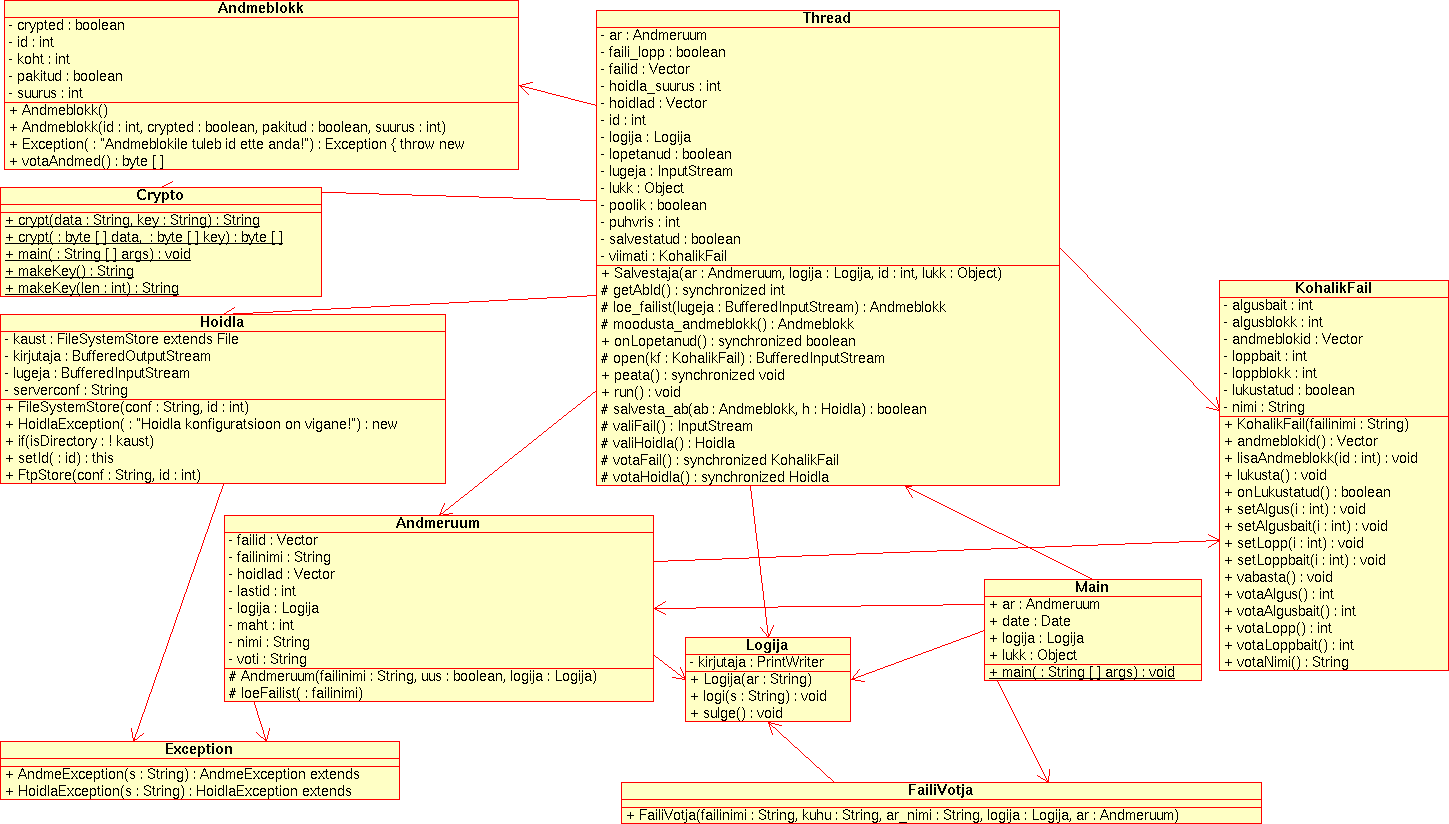 Andmeblokk
- crypted : boolean
- id : int
- koht : int
- pakitud : boolean
- suurus : int
+ Andmeblokk()
+ Andmeblokk(id : int, crypted : boolean, pakitud : boolean, suurus : int)
+ Exception( : "Andmeblokile tuleb id ette anda!") : Exception { throw new
+ votaAndmed() : byte [ ]
Crypto
+ crypt(data : String, key : String) : String
+ crypt( : byte [ ] data, : byte [ ] key) : byte [ ]
+ main( : String [ ] args) : void
+ makeKey() : String
+ makeKey(len : int) : String
Hoidla
- kaust : FileSystemStore extends File
- kirjutaja : BufferedOutputStream
- lugeja : BufferedInputStream
- serverconf : String
+ FileSystemStore(conf : String, id : int)
+ HoidlaException( : "Hoidla konfiguratsioon on vigane!") : new
+ if(isDirectory : ! kaust)
+ setId( : id) : this
+ FtpStore(conf : String, id : int)
Thread
- ar : Andmeruum
- faili_lopp : boolean
- failid : Vector
- hoidla_suurus : int
- hoidlad : Vector
- id : int
- logija : Logija
- lopetanud : boolean
- lugeja : InputStream
- lukk : Object
- poolik : boolean
- puhvris : int
- salvestatud : boolean
- viimati : KohalikFail
+ Salvestaja(ar : Andmeruum, logija : Logija, id : int, lukk : Object)
# getAbId() : synchronized int
# loe_failist(lugeja : BufferedInputStream) : Andmeblokk
# moodusta_andmeblokk() : Andmeblokk
+ onLopetanud() : synchronized boolean
# open(kf : KohalikFail) : BufferedInputStream
+ peata() : synchronized void
+ run() : void
# salvesta_ab(ab : Andmeblokk, h : Hoidla) : boolean
# valiFail() : InputStream
# valiHoidla() : Hoidla
# votaFail() : synchronized KohalikFail
# votaHoidla() : synchronized Hoidla
KohalikFail
- algusbait : int
- algusblokk : int
- andmeblokid : Vector
- loppbait : int
- loppblokk : int
- lukustatud : boolean
- nimi : String
+ KohalikFail(failinimi : String)
+ andmeblokid() : Vector
+ lisaAndmeblokk(id : int) : void
+ lukusta() : void
+ onLukustatud() : boolean
+ setAlgus(i : int) : void
+ setAlgusbait(i : int) : void
+ setLopp(i : int) : void
+ setLoppbait(i : int) : void
+ vabasta() : void
+ votaAlgus() : int
+ votaAlgusbait() : int
+ votaLopp() : int
+ votaLoppbait() : int
+ votaNimi() : String
Andmeruum
- failid : Vector
- failinimi : String
- hoidlad : Vector
- lastid : int
- logija : Logija
- maht : int
- nimi : String
- voti : String
# Andmeruum(failinimi : String, uus : boolean, logija : Logija)
# loeFailist( : failinimi)
Main
+ ar : Andmeruum
+ date : Date
+ logija : Logija
+ lukk : Object
+ main( : String [ ] args) : void
Logija
- kirjutaja : PrintWriter
+ Logija(ar : String)
+ logi(s : String) : void
+ sulge() : void
Exception
+ AndmeException(s : String) : AndmeException extends
+ HoidlaException(s : String) : HoidlaException extends
FailiVotja
+ FailiVotja(failinimi : String, kuhu : String, ar_nimi : String, logija : Logija, ar : Andmeruum)